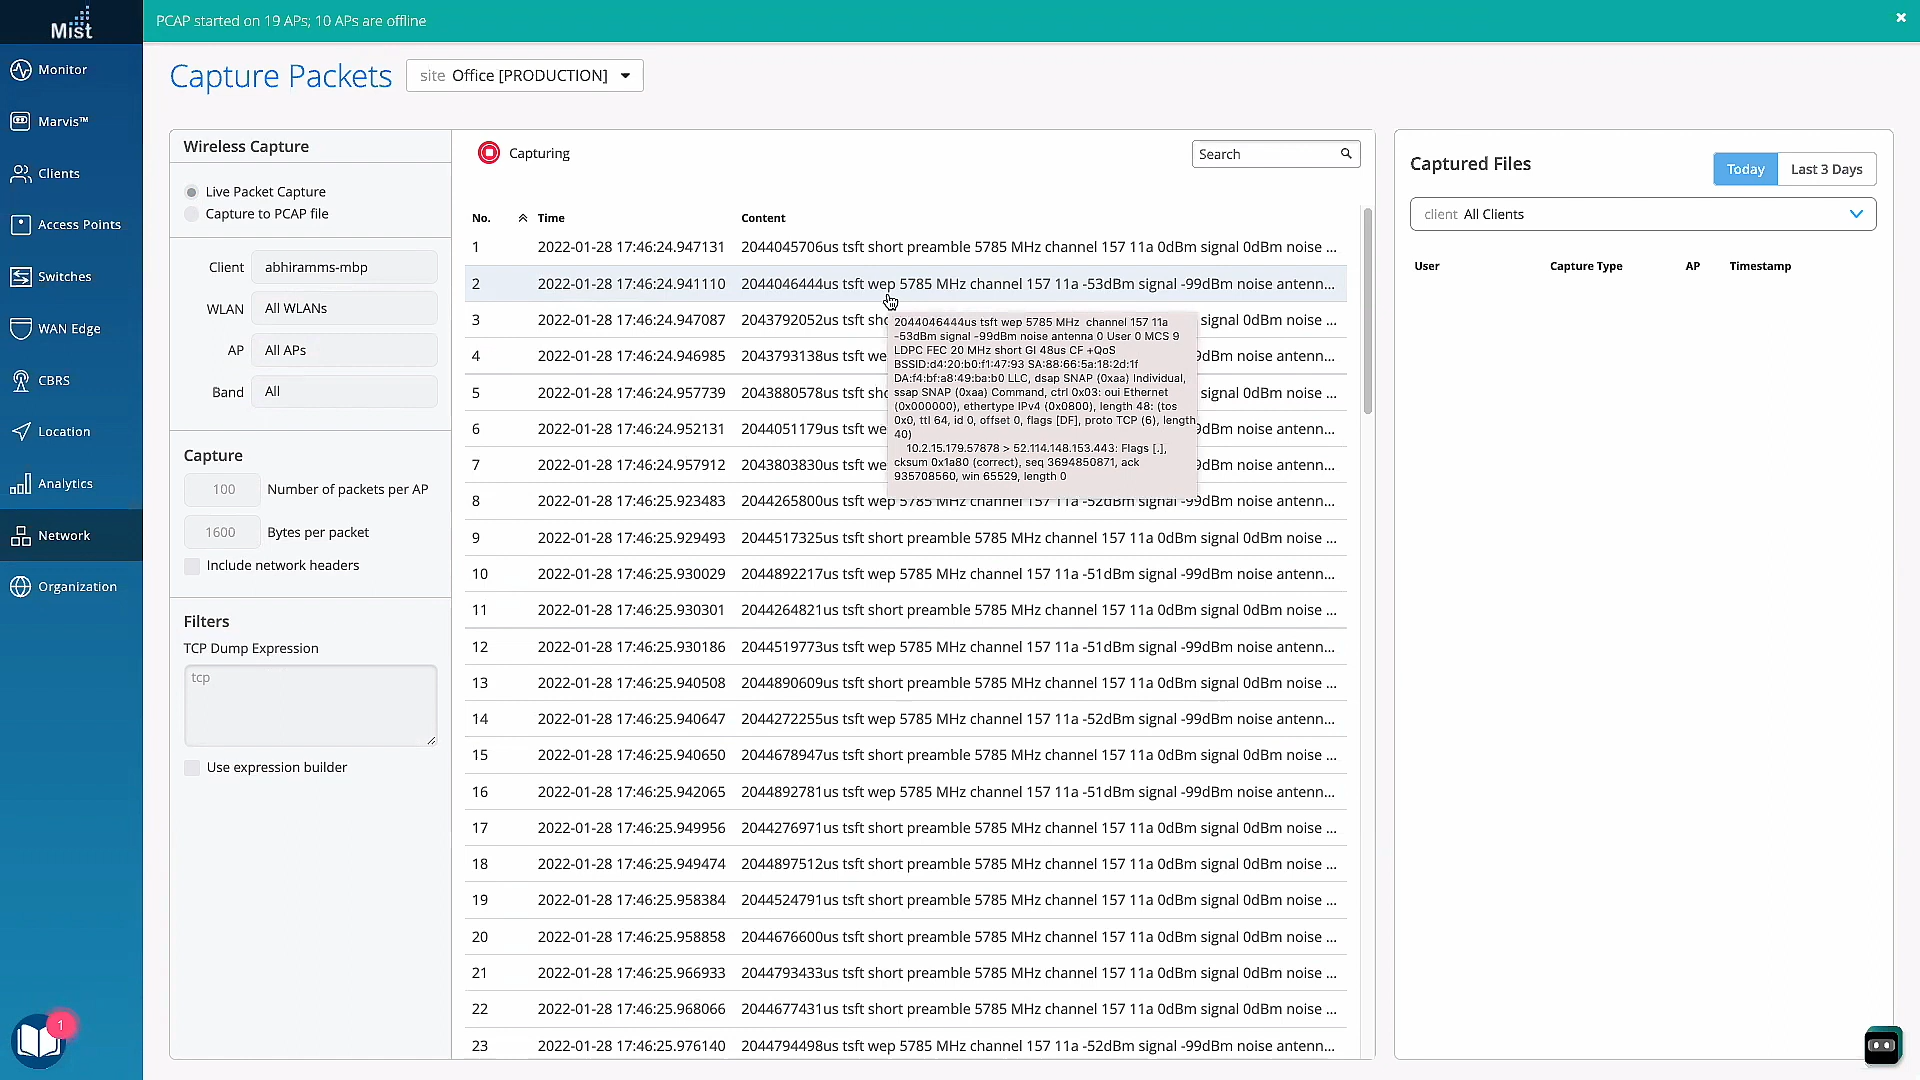 Mist
PCAP started on 19 APs; 10 APs are offline
Monitor
Marvis™
Clients
Access Points
Switches
WAN Edge
CBRS
Location
Analytics
Network
Organization
1
Capture Packets
site Office [PRODUCTION]
Wireless Capture
Live Packet Capture
Capture to PCAP file
Client abhiramms-mbp
WLAN All WLANs
AP All APs
Band All
Capture
100 Number of packets per AP
1600 Bytes per packet
Include network headers
Filters
TCP Dump Expression
tcp
Use expression builder
Capturing
Search
No. Time Content
1 2022-01-28 17:46:24.947131 2044045706us tsft short preamble 5785 MHz channel 157 11a 0dBm signal 0dBm noise ...
2 2022-01-28 17:46:24.941110 2044046444us tsft wep 5785 MHz channel 157 11a -53dBm signal -99dBm noise antenn...
3 2022-01-28 17:46:24.947087 2043792052us tsft sho signal 0dBm noise ...
4 2022-01-28 17:46:24.946985 2043793138us tsft we -99dBm noise antenn...
5 2022-01-28 17:46:24.957739 2043880578us tsft sho signal 0dBm noise ...
6 2022-01-28 17:46:24.952131 2044051179us tsft we -99dBm noise antenn...
7 2022-01-28 17:46:24.957912 2043803830us tsft we -99dBm noise antenn...
8 2022-01-28 17:46:25.923483 2044265800us tsft wep 5785 MHz channel 157 11a -52dBm signal -99dBm noise antenn...
9 2022-01-28 17:46:25.929493 2044517325us tsft short preamble 5785 MHz channel 157 11a 0dBm signal 0dBm noise ...
10 2022-01-28 17:46:25.930029 2044892217us tsft wep 5785 MHz channel 157 11a -51dBm signal -99dBm noise antenn...
11 2022-01-28 17:46:25.930301 2044264821us tsft short preamble 5785 MHz channel 157 11a 0dBm signal 0dBm noise ...
12 2022-01-28 17:46:25.930186 2044519773us tsft wep 5785 MHz channel 157 11a -51dBm signal -99dBm noise antenn...
13 2022-01-28 17:46:25.940508 2044890609us tsft short preamble 5785 MHz channel 157 11a 0dBm signal 0dBm noise ...
14 2022-01-28 17:46:25.940647 2044272255us tsft wep 5785 MHz channel 157 11a -52dBm signal -99dBm noise antenn...
15 2022-01-28 17:46:25.940650 2044678947us tsft short preamble 5785 MHz channel 157 11a 0dBm signal 0dBm noise ...
16 2022-01-28 17:46:25.942065 2044892781us tsft wep 5785 MHz channel 157 11a -51dBm signal -99dBm noise antenn...
17 2022-01-28 17:46:25.949956 2044276971us tsft short preamble 5785 MHz channel 157 11a 0dBm signal 0dBm noise ...
18 2022-01-28 17:46:25.949474 2044897512us tsft short preamble 5785 MHz channel 157 11a 0dBm signal 0dBm noise ...
19 2022-01-28 17:46:25.958384 2044524791us tsft short preamble 5785 MHz channel 157 11a 0dBm signal 0dBm noise ...
20 2022-01-28 17:46:25.958858 2044676600us tsft short preamble 5785 MHz channel 157 11a 0dBm signal 0dBm noise ...
21 2022-01-28 17:46:25.966933 2044793433us tsft short preamble 5785 MHz channel 157 11a 0dBm signal 0dBm noise ...
22 2022-01-28 17:46:25.968066 2044677431us tsft short preamble 5785 MHz channel 157 11a 0dBm signal 0dBm noise ...
23 2022-01-28 17:46:25.976140 2044794498us tsft wep 5785 MHz channel 157 11a -52dBm signal -99dBm noise antenn...
2044046444us tsft wep 5785 MHz channel 157 11a
-53dBm signal -99dBm noise antenna 0 User 0 MCS 9
LDPC FEC 20 MHz short GI 48us CF +QoS
BSSID:d4:20:b0:f1:47:93 SA:88:66:5a:18:2d:1f
DA:f4:bf:a8:49:ba:b0 LLC, dsap SNAP (0xaa) Individual,
ssap SNAP (0xaa) Command, ctrl 0x03: oui Ethernet
(0x000000), ethertype IPv4 (0x0800), length 48: (tos
0x0, ttl 64, id 0, offset 0, flags [DF], proto TCP (6), length
40)
10.2.15.179.57878 > 52.114.148.153.443: Flags [.],
cksum 0x1a80 (correct), seq 3694850871, ack
935708560, win 65529, length 0
Captured Files
Today Last 3 Days
client All Clients
User Capture Type AP Timestamp